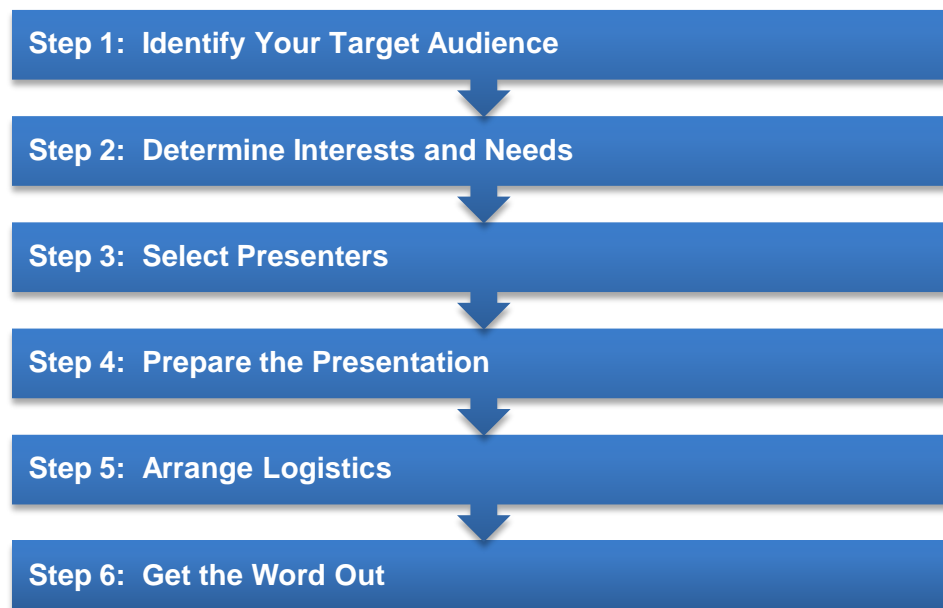 Step 1:  Identify Your Target Audience
Step 2:  Determine Interests and Needs
Step 3:  Select Presenters
Step 4:  Prepare the Presentation
Step 5:  Arrange Logistics
Step 6:  Get the Word Out